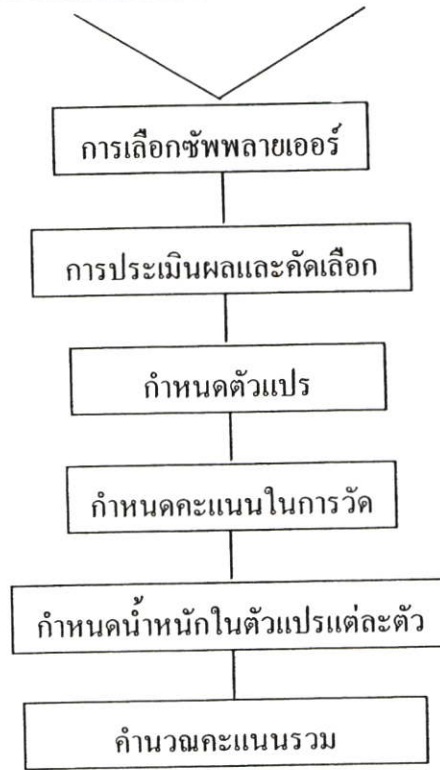 การเลือกซัพพลายเออร์
การประเมินผลและคัดเลือก
กำหนดตัวแปร
กำหนดคะแนนในการวัด
กำหนดน้ำหนักในตัวแปรแต่ละตัว
คำนวณคะแนนรวม